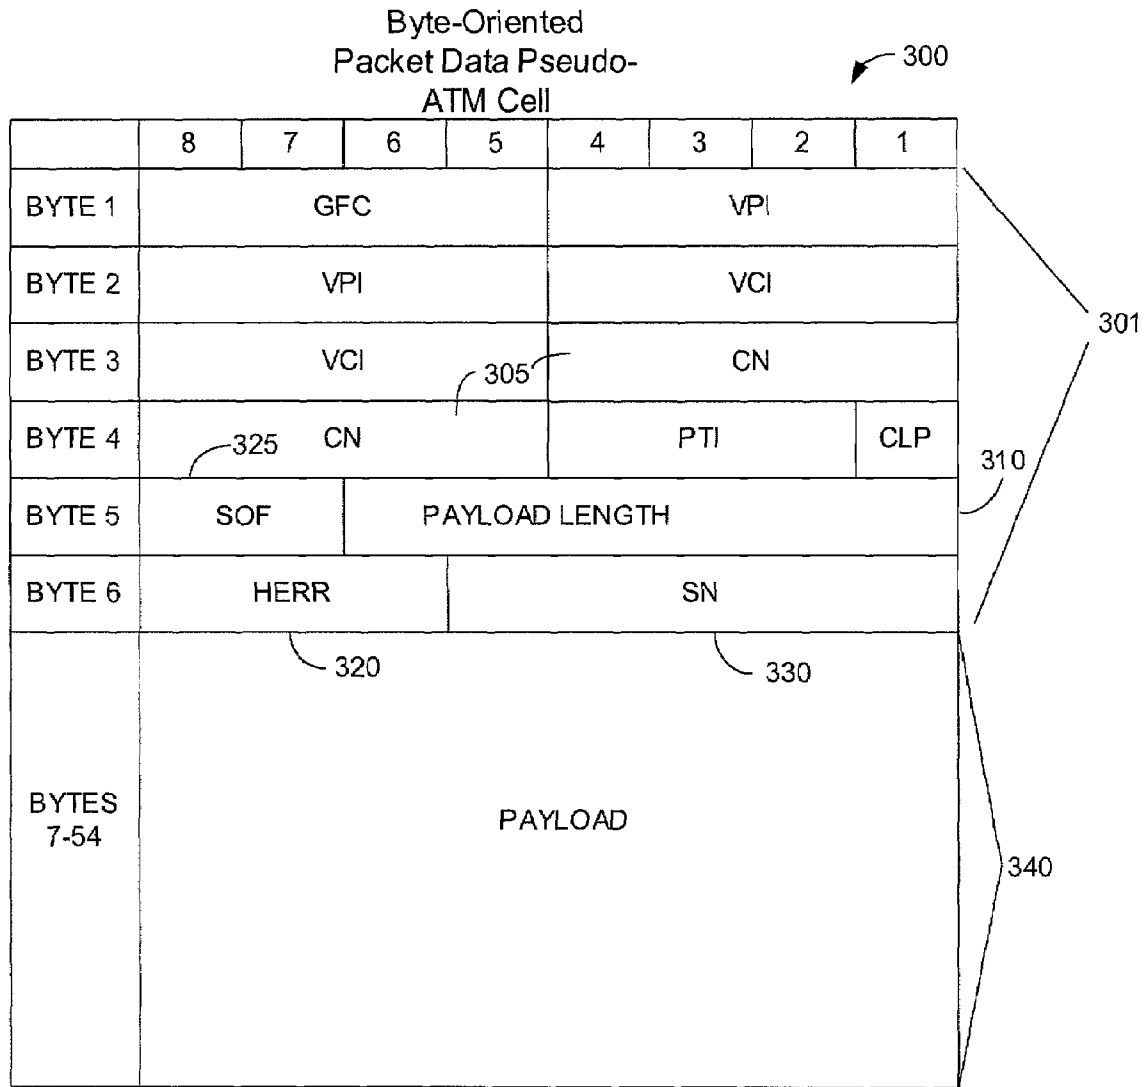 Byte-Oriented
Packet Data Pseudo-
ATM Cell
300
8 7 6 5 4 3 2 1
BYTE 1 GFC VPI
BYTE 2 VPI VCI
301
BYTE 3 VCI CN
305
BYTE 4 CN PTI CLP
325
310
BYTE 5 SOF PAYLOAD LENGTH
BYTE 6 HERR SN
320 330
BYTES
7-54
PAYLOAD
340